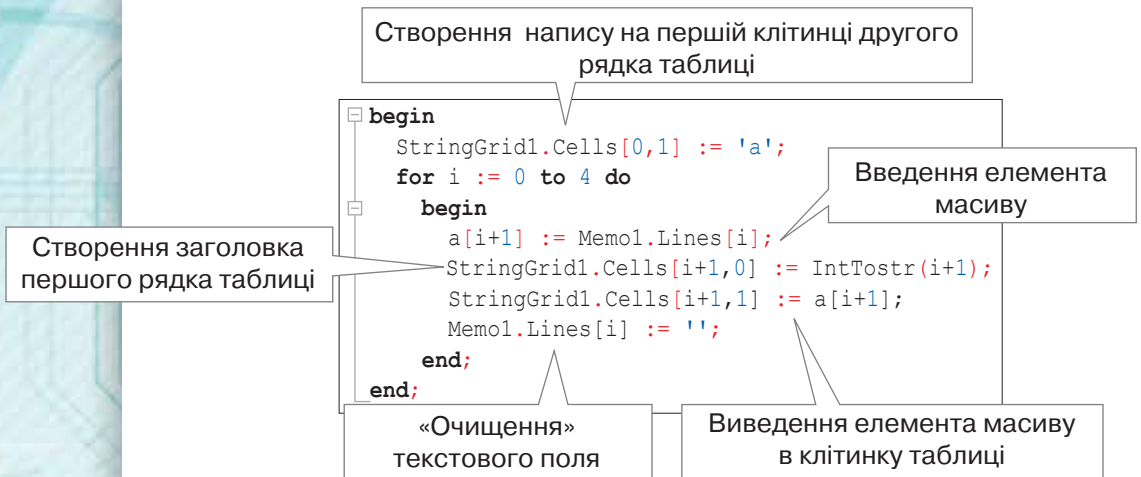 Створення напису на першій клітинці другого
рядка таблиці
begin
StringGrid1.Cells[0,1] := 'a';
for i := 0 to 4 do
begin
a[i+1] := Memo1.Lines[i];
StringGrid1.Cells[i+1,0] := IntTostr(i+1);
StringGrid1.Cells[i+1,1] := a[i+1];
Memo1.Lines[i] := '';
end;
end;
Введення елемента
масиву
Створення заголовка
першого рядка таблиці
«Очищення»
текстового поля
Виведення елемента масиву
в клітинку таблиці